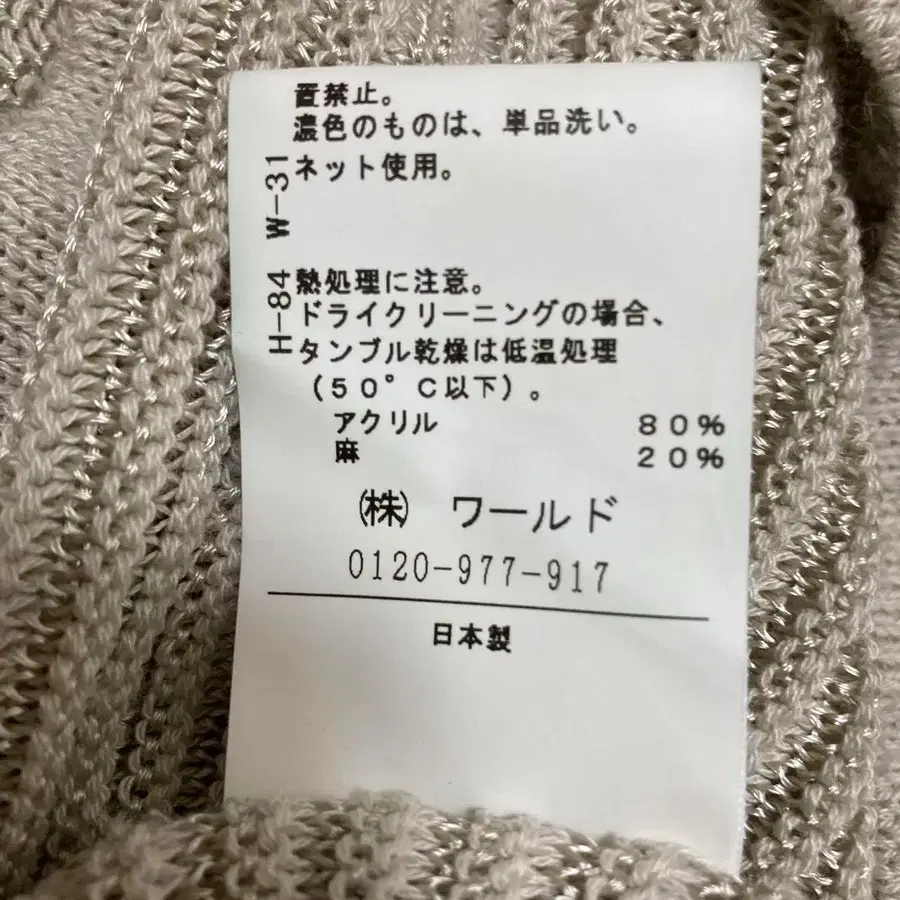 置禁止。
濃色のものは、単品洗い。
ネット使用。
W-31
熱処理に注意。
ドライクリーニングの場合、
タンブル乾燥は低温処理
(50°C以下)。
H-84
アクリル 80%
麻 20%
㈱ ワールド
0120-977-917
日本製